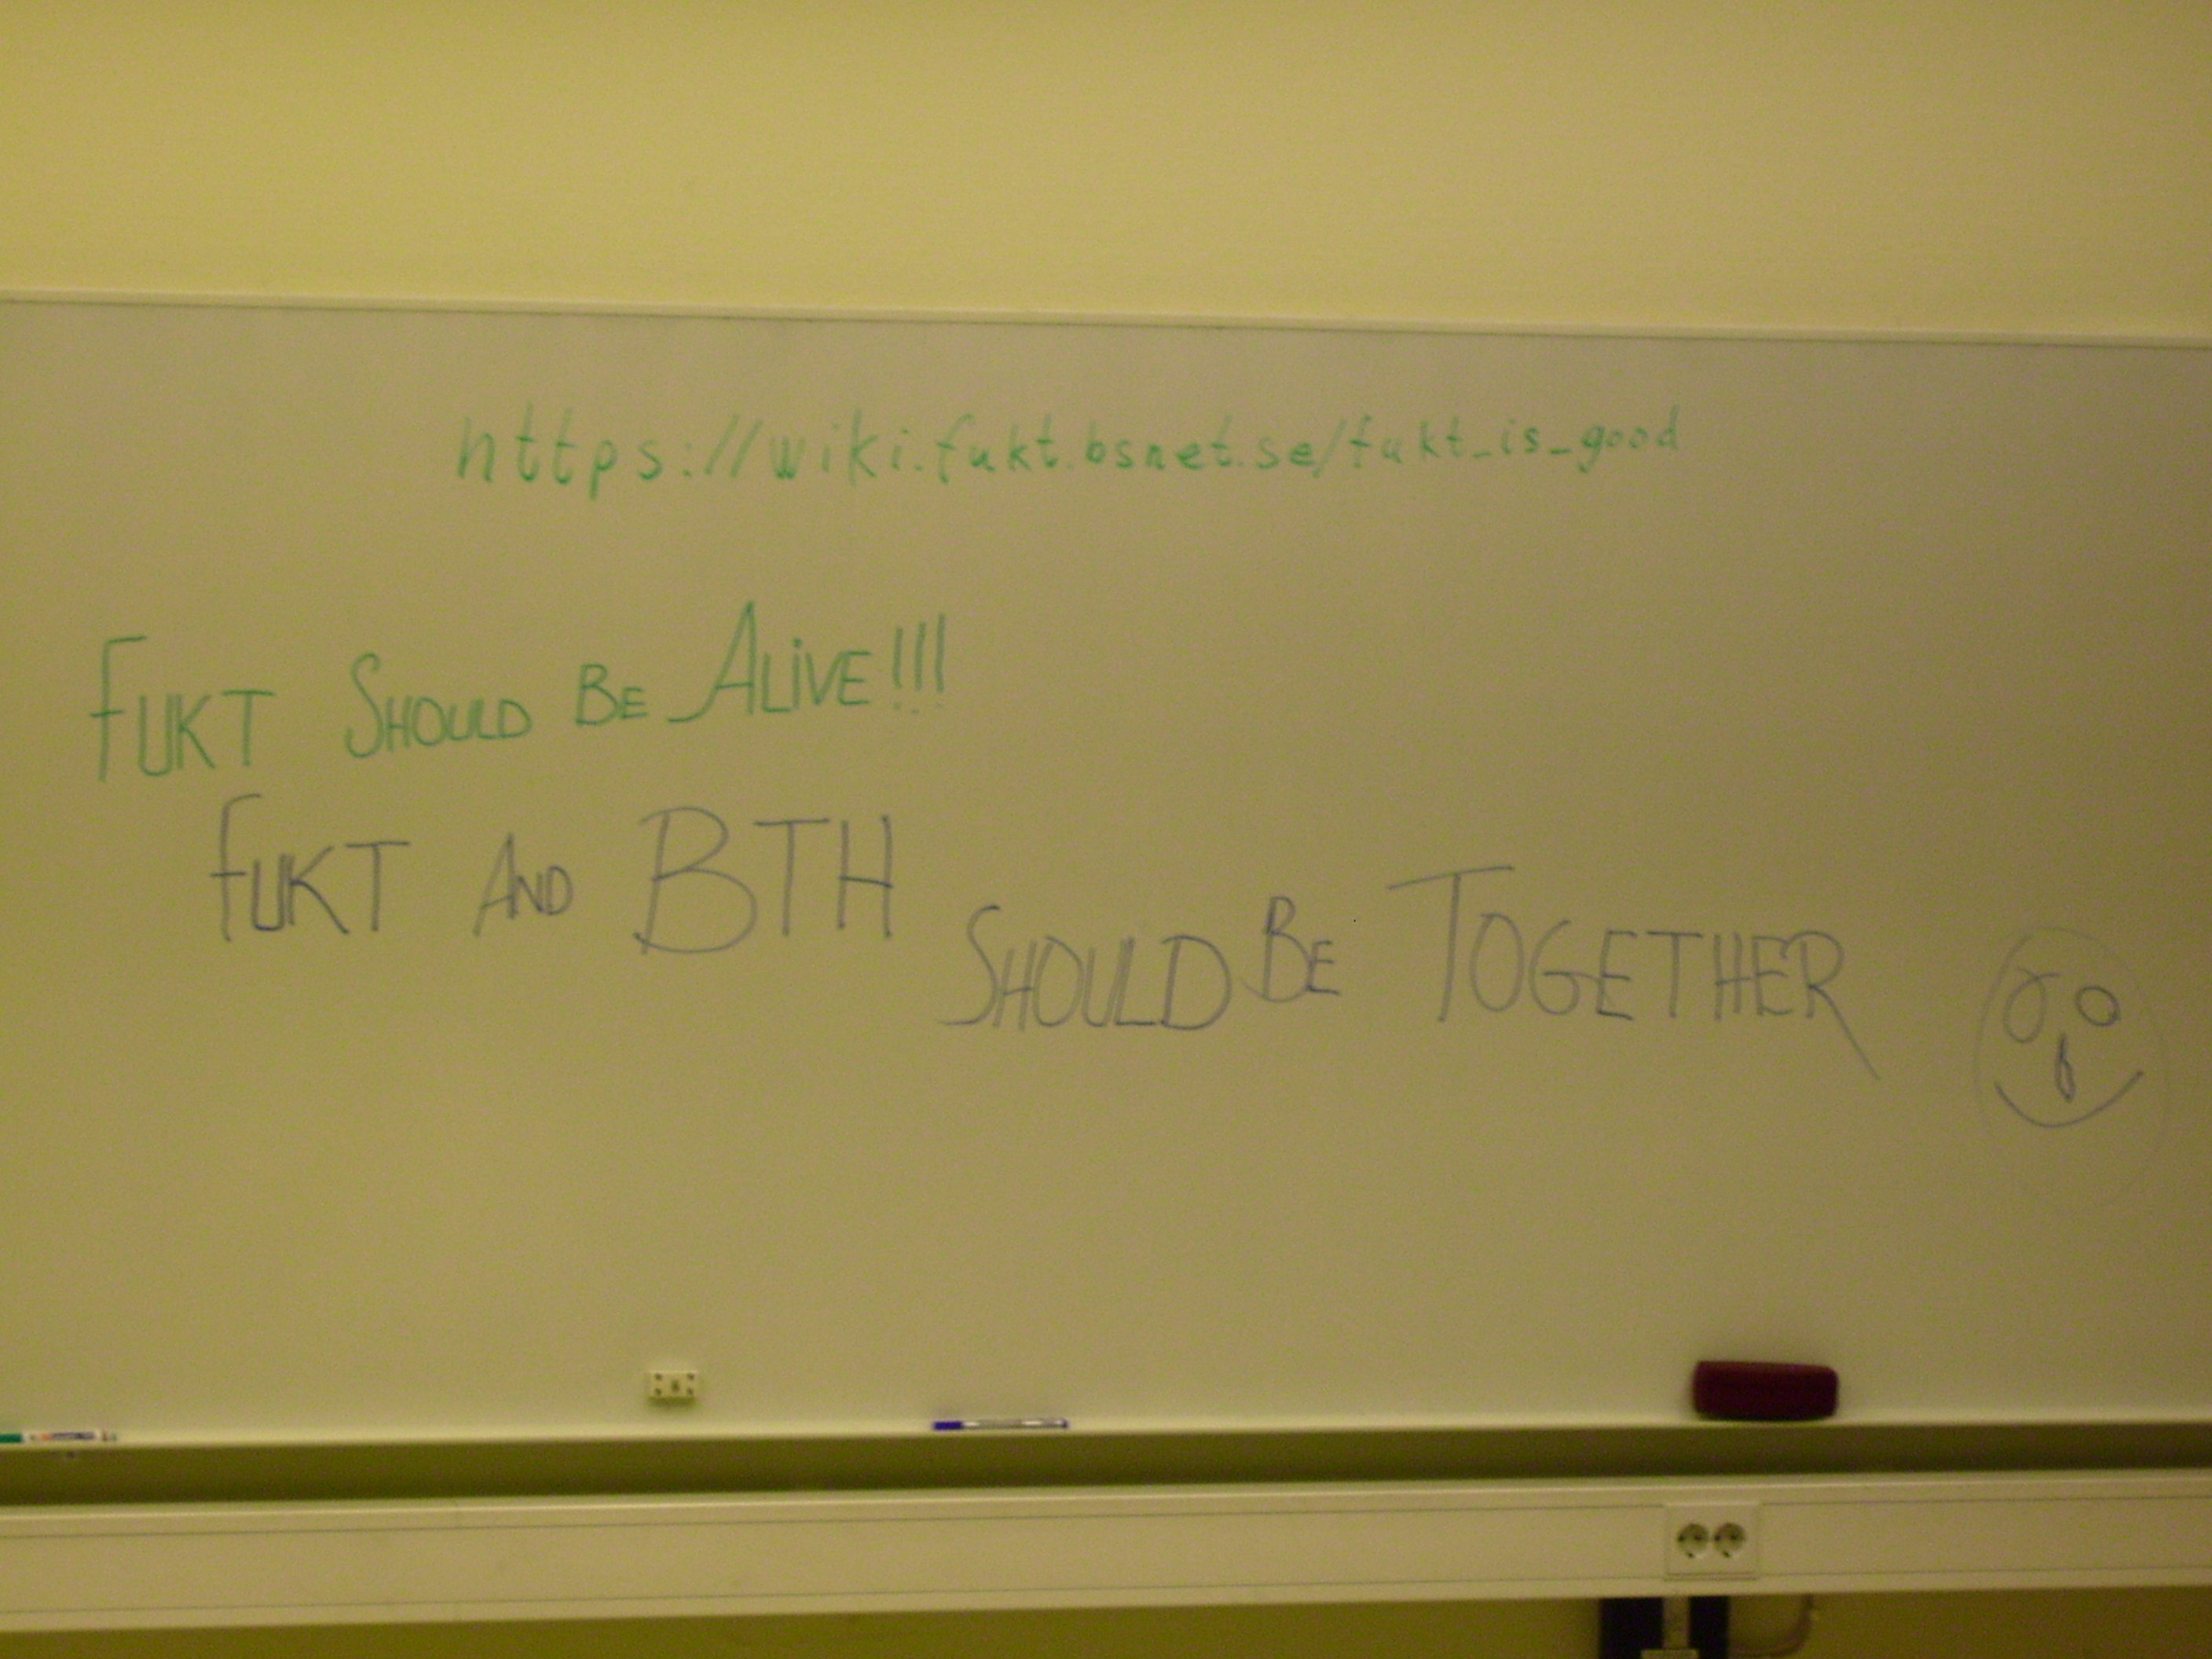 https://wiki.fukt.bsnet.se/fukt_is_good
FUKT SHOULD BE ALiVE!!!
FUKT AND BTH SHOULD BE TOGETHER